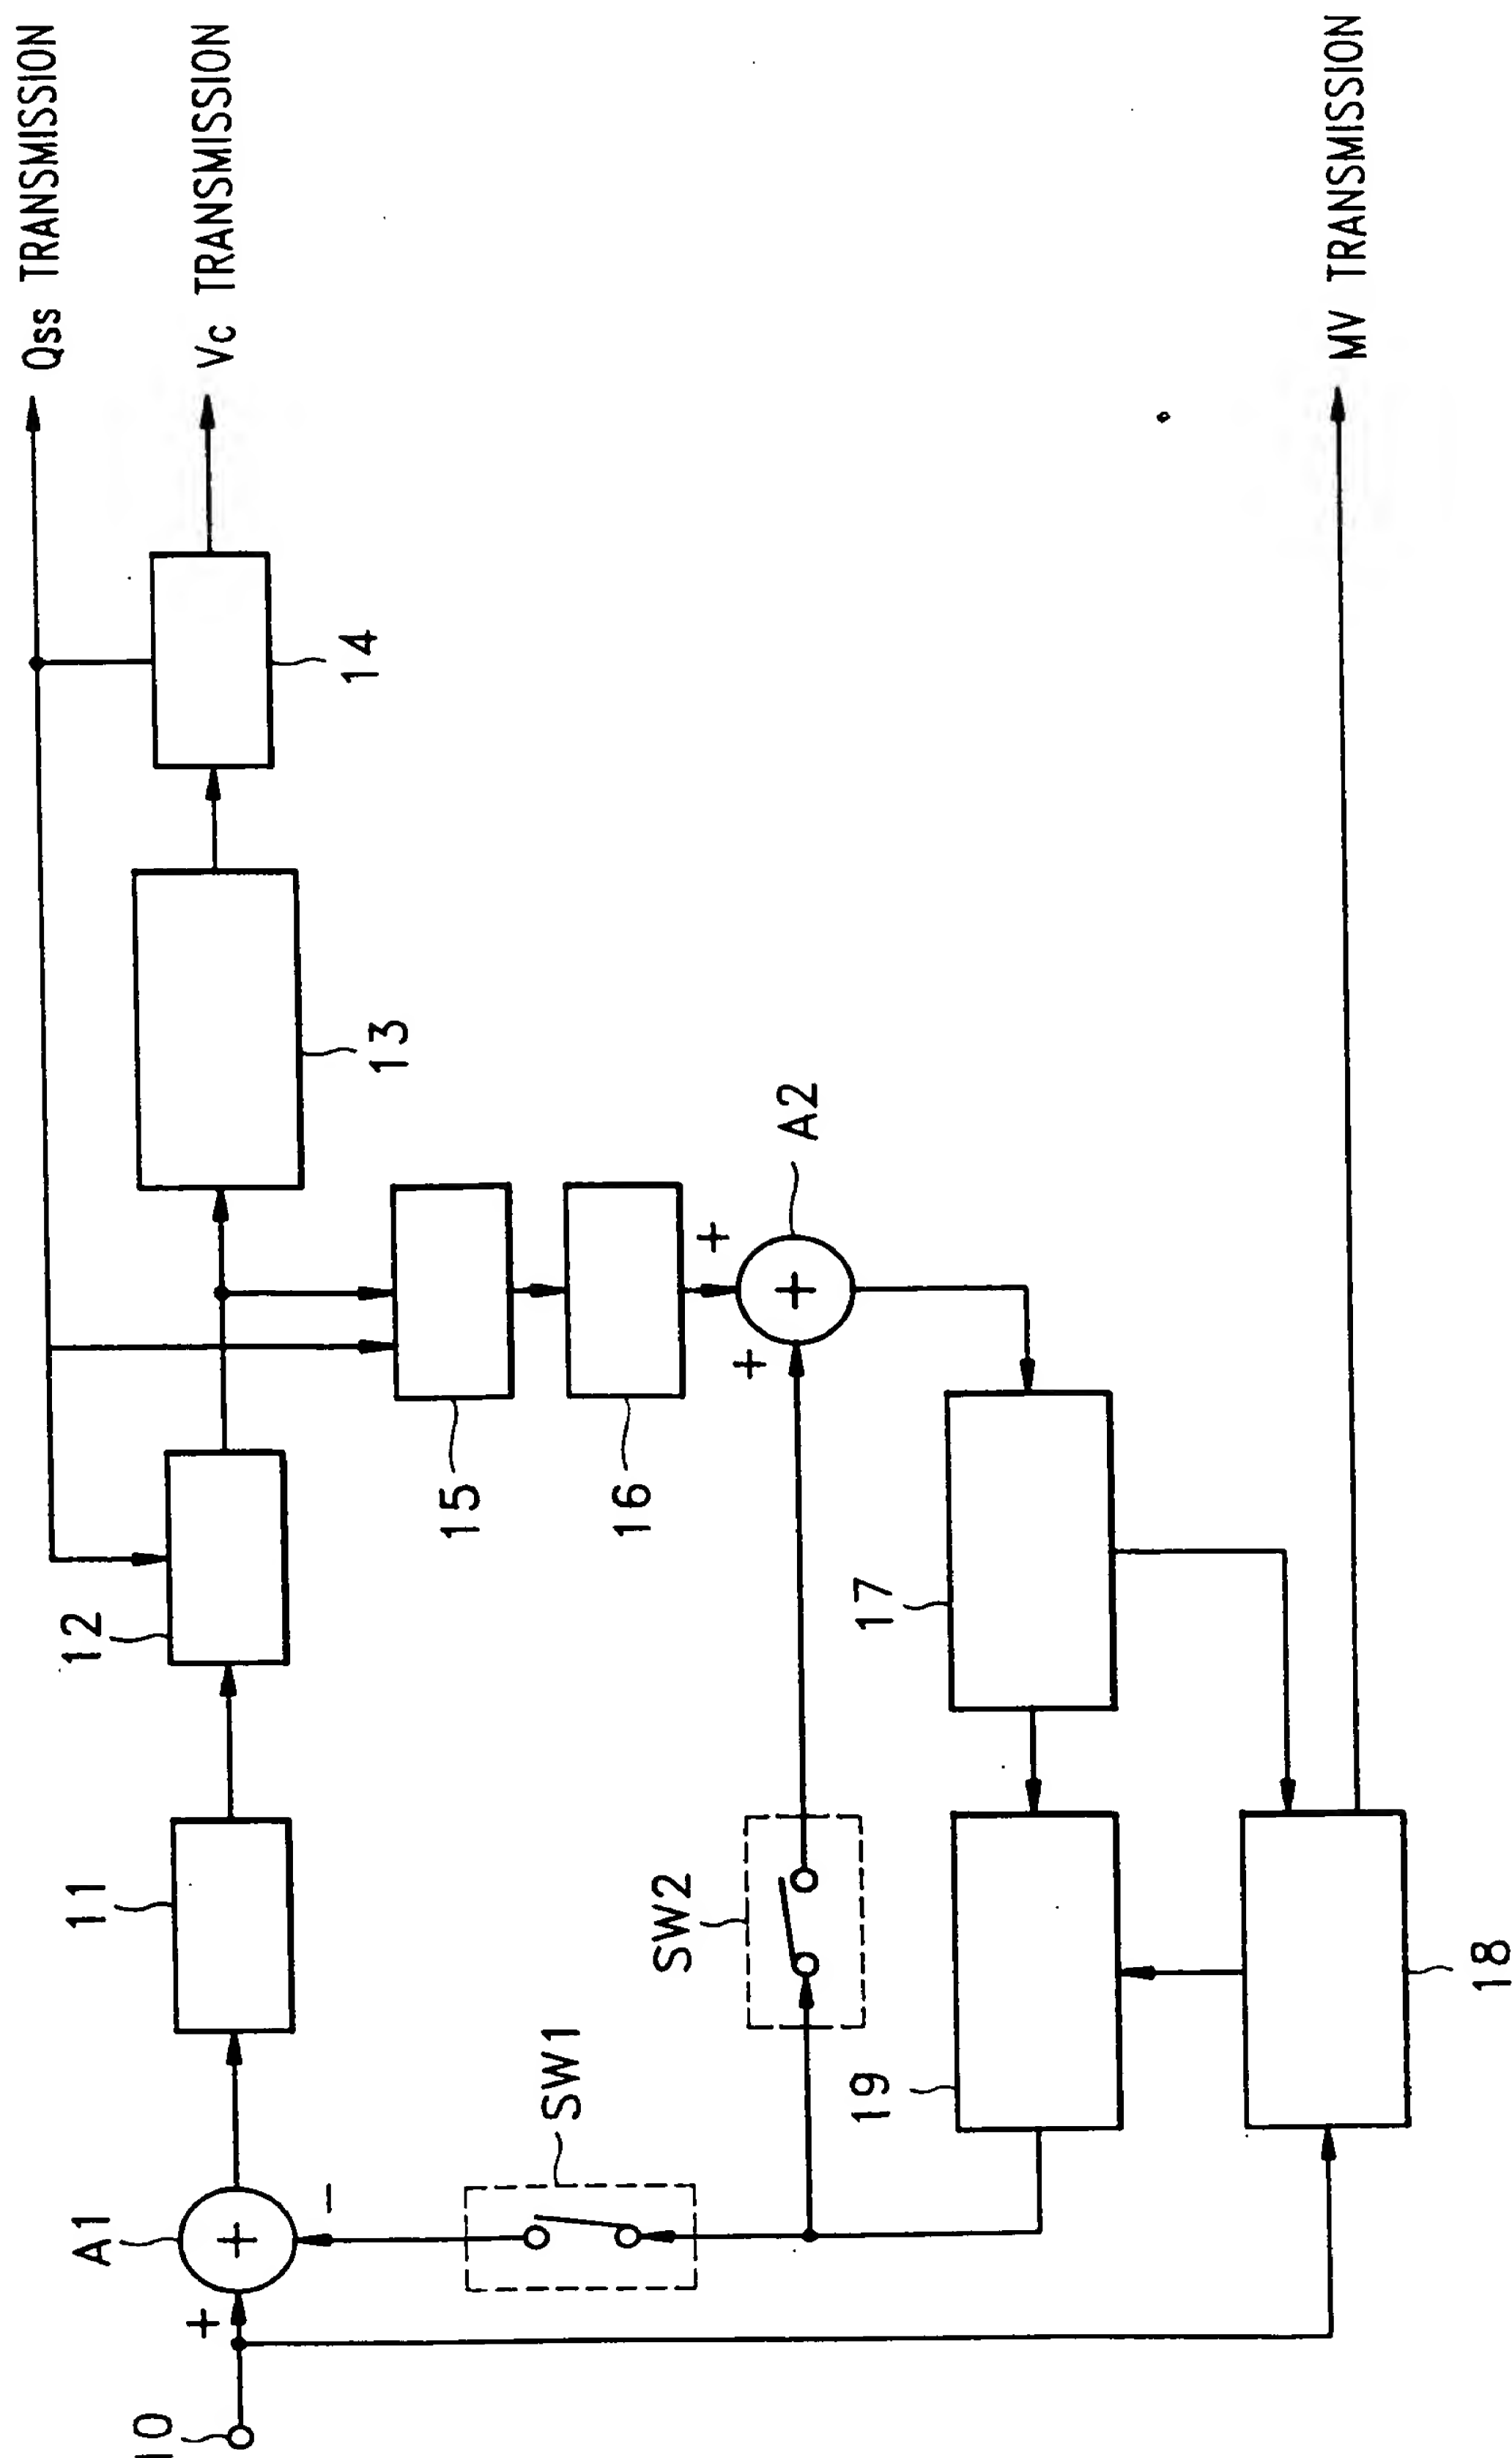 Qss TRANSMISSION
Vc TRANSMISSION
MV TRANSMISSION
10
+
A1
+
−
11
12
13
14
15
16
+
A2
+
+
SW1
SW2
17
19
18